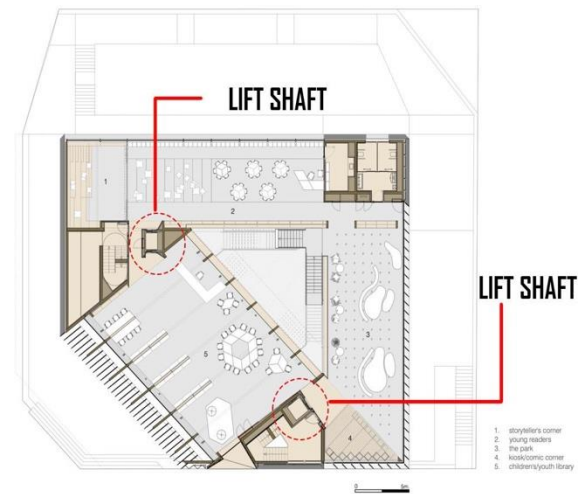 LIFT SHAFT
1
2
LIFT SHAFT
3
5
4
1. storyteller's corner
2. young readers
3. the park
4. kiosk/comic corner
5. children's/youth library
0 9m